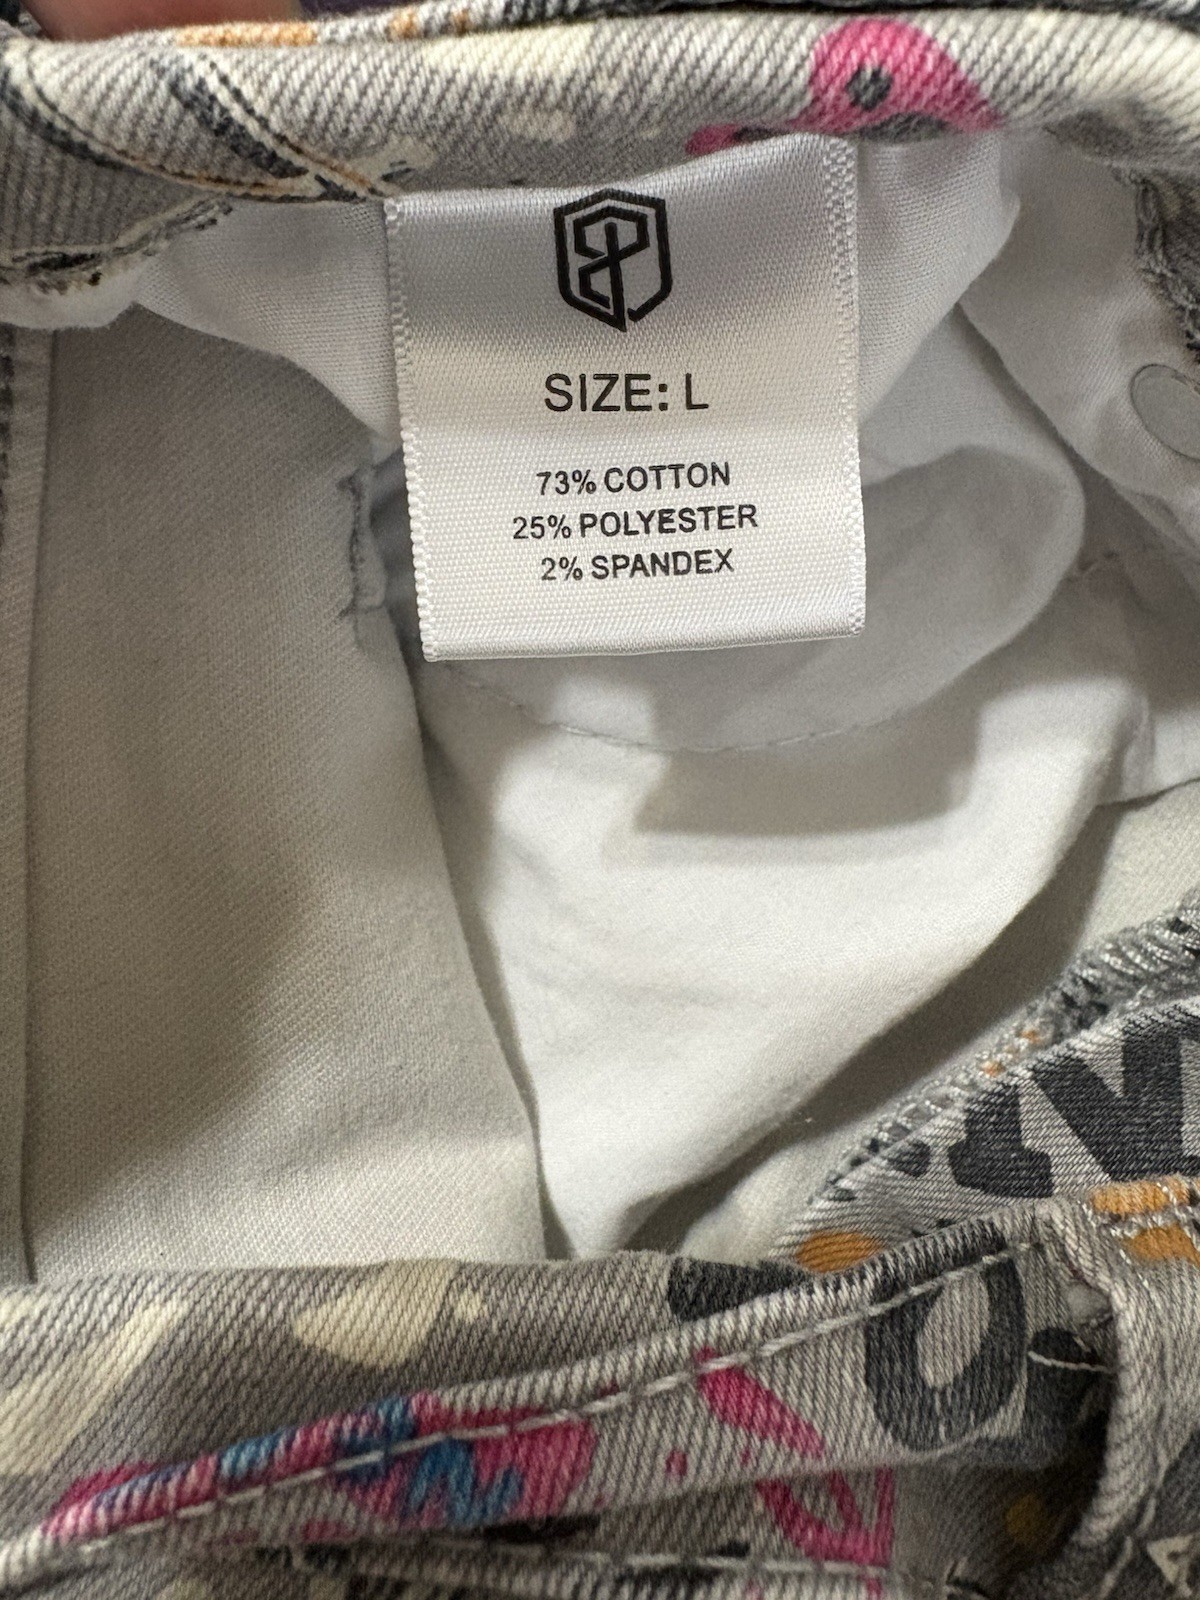 SIZE: L
73% COTTON
25% POLYESTER
2% SPANDEX